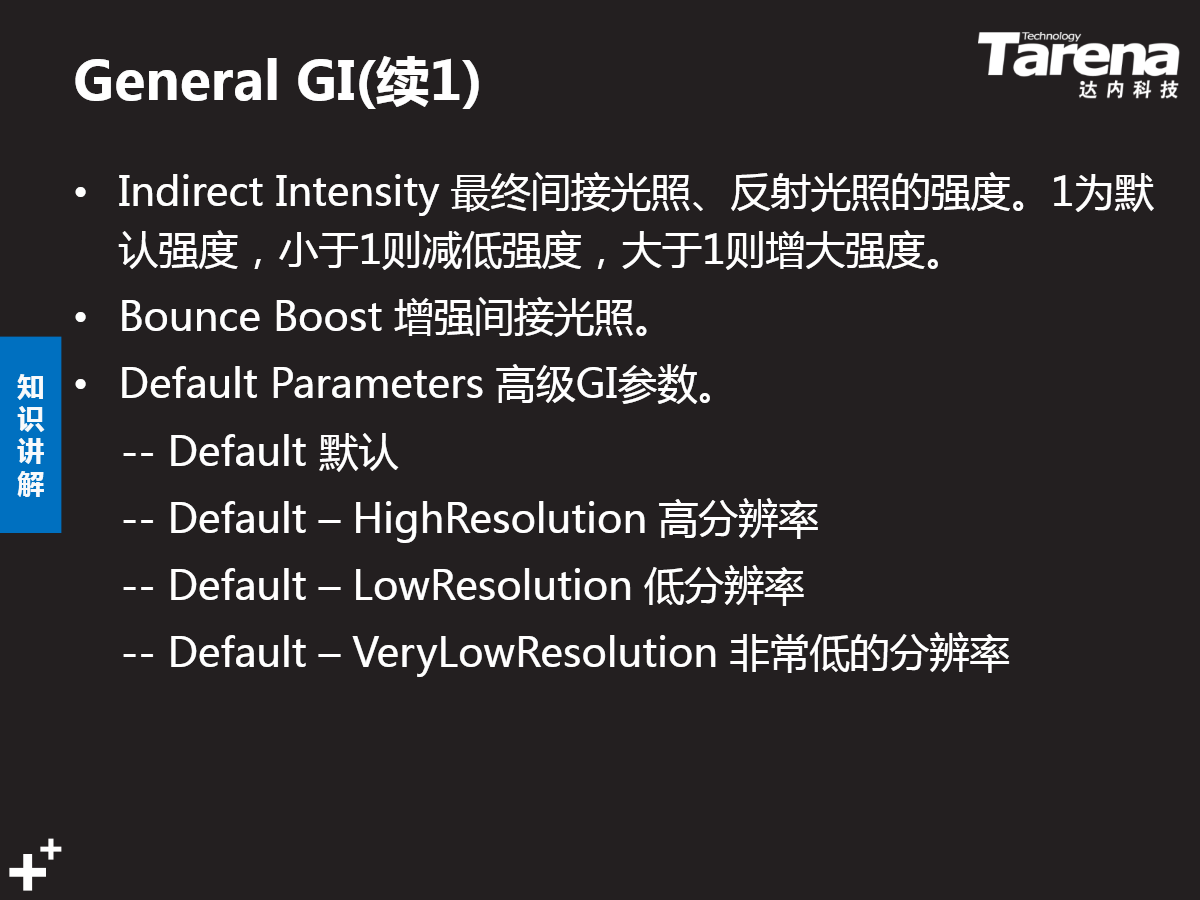 General GI(续1)
Technology
Tarena
达内科技
• Indirect Intensity 最终间接光照、反射光照的强度。1为默
认强度，小于1则减低强度，大于1则增大强度。
• Bounce Boost 增强间接光照。
• Default Parameters 高级GI参数。
-- Default 默认
-- Default – HighResolution 高分辨率
-- Default – LowResolution 低分辨率
-- Default – VeryLowResolution 非常低的分辨率
知
识
讲
解